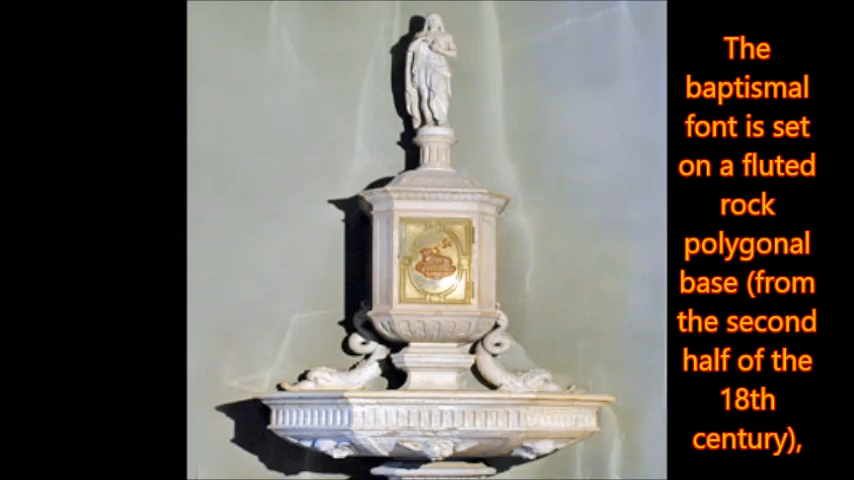 The
baptismal
font is set
on a fluted
rock
polygonal
base (from
the second
half of the
18th
century),